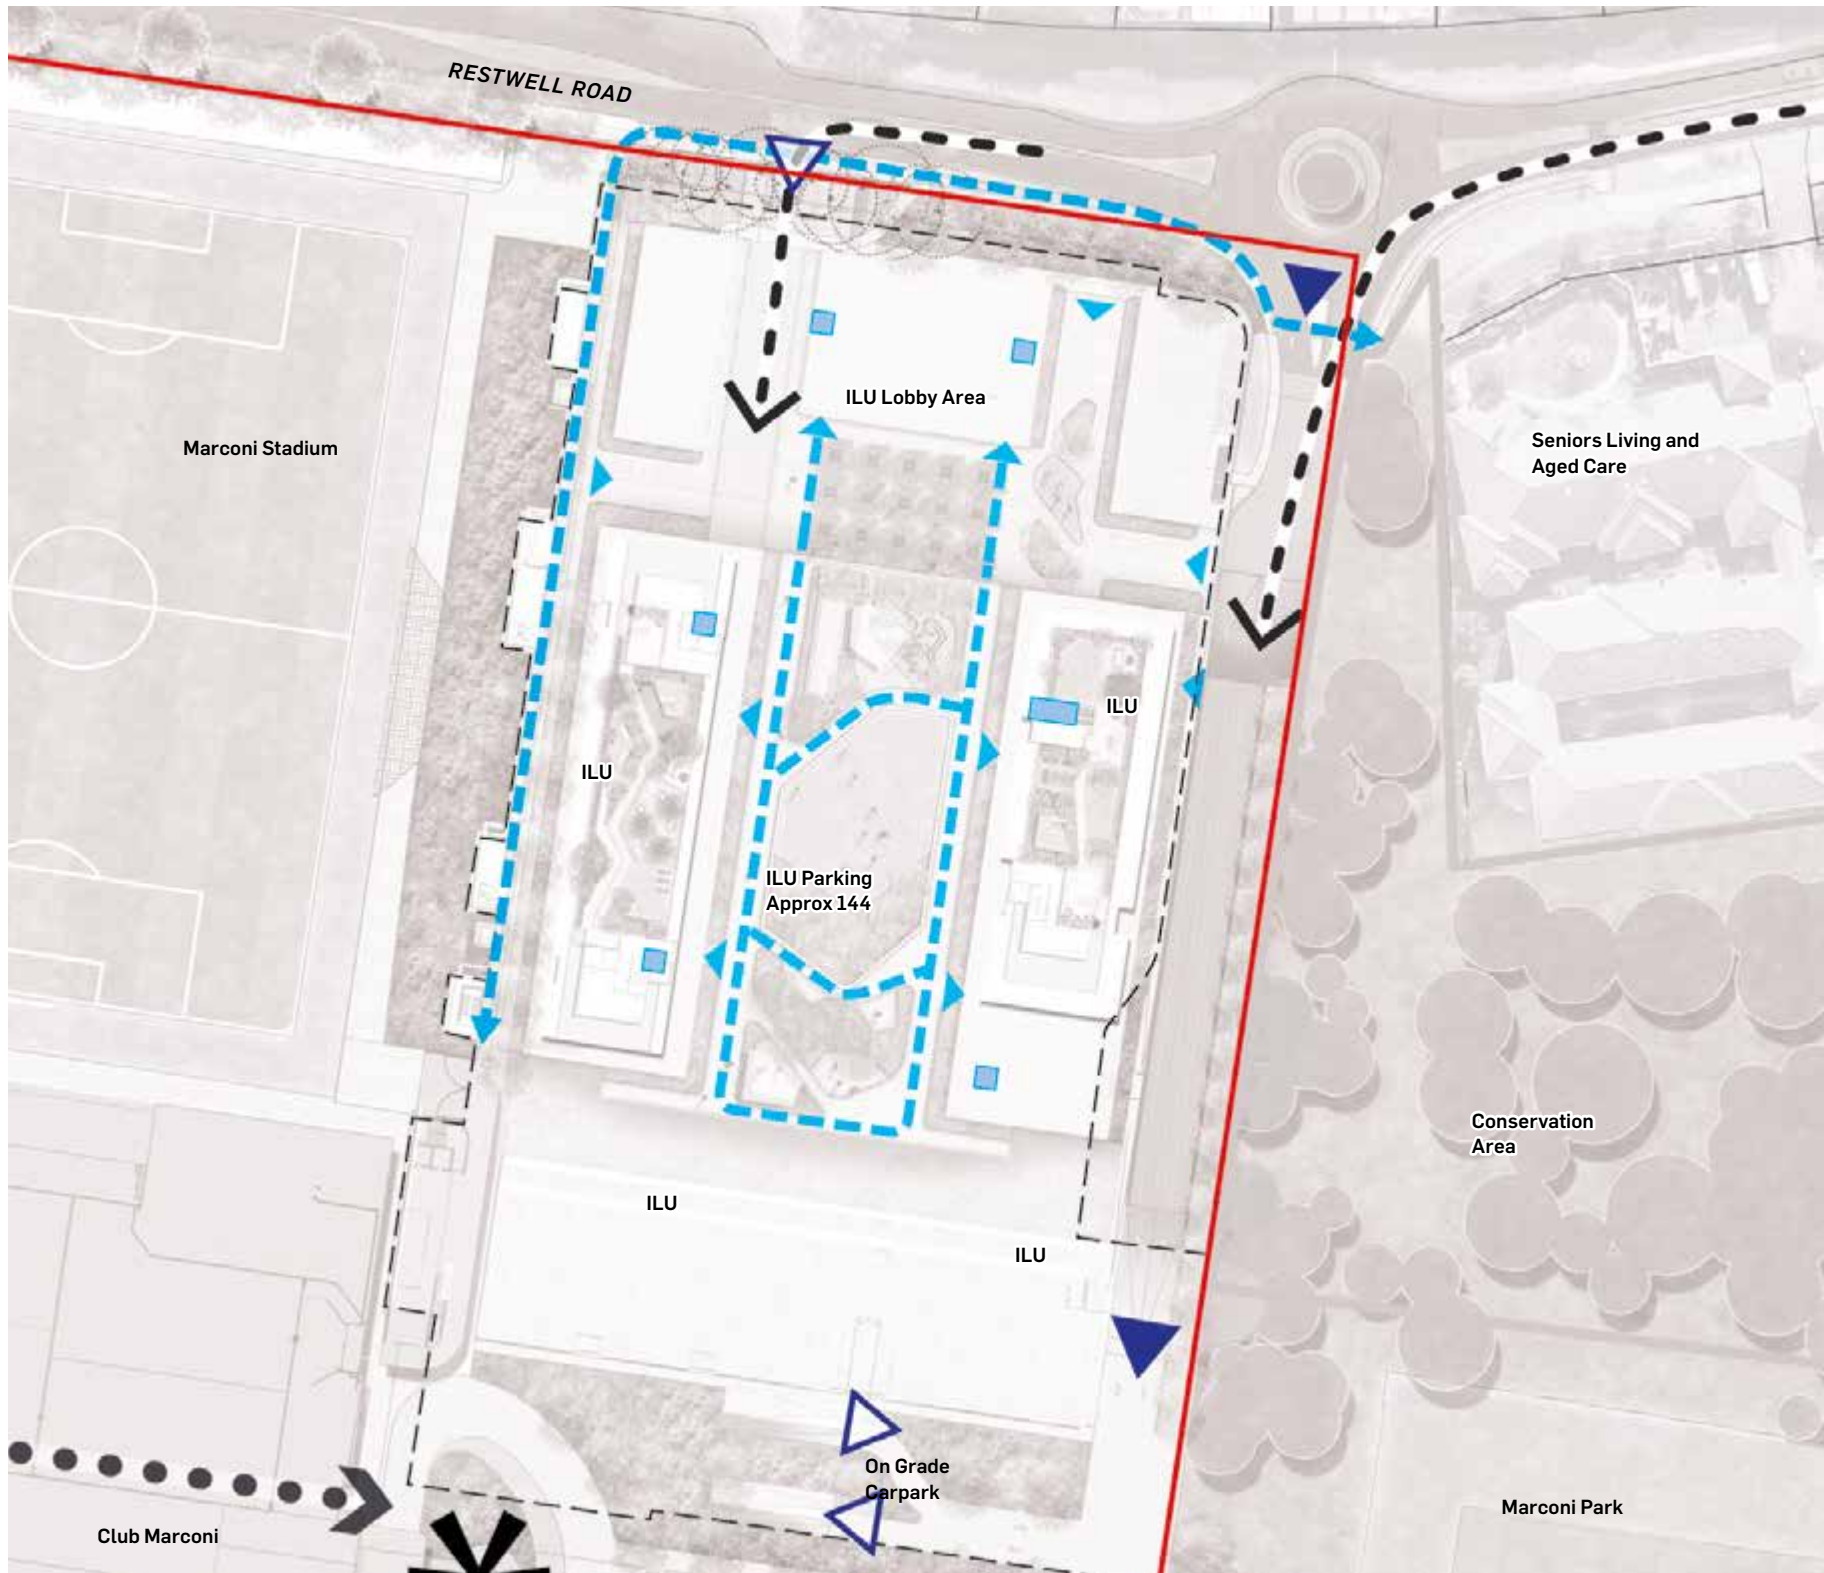 RESTWELL ROAD
ILU Lobby Area
Marconi Stadium
Seniors Living and
Aged Care
ILU
ILU
ILU Parking
Approx 144
Conservation
Area
ILU
ILU
On Grade
Carpark
Marconi Park
Club Marconi